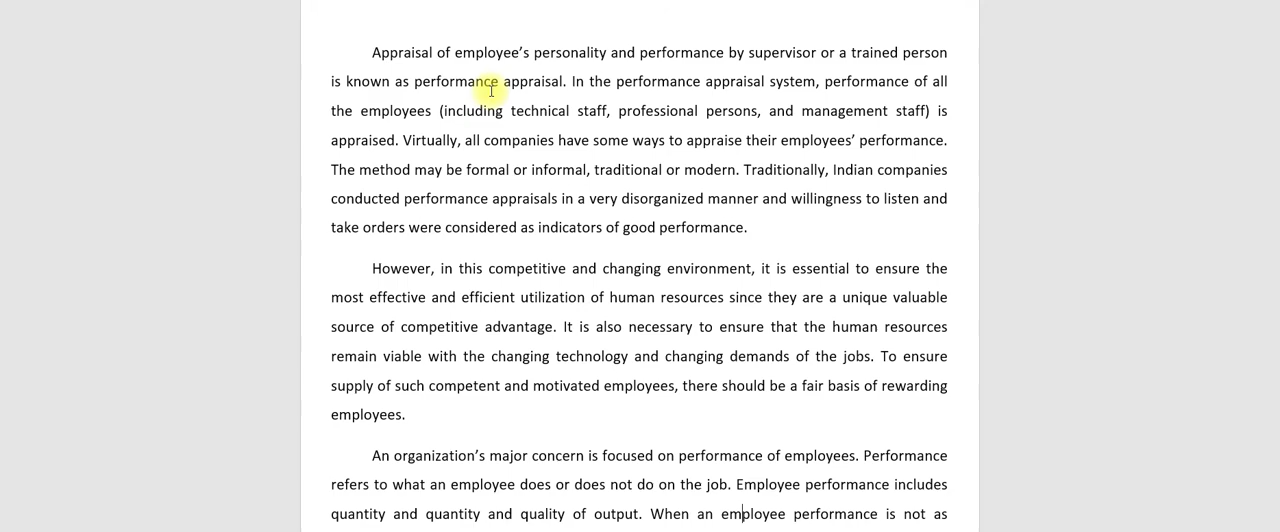 Appraisal of employee’s personality and performance by supervisor or a trained person
is known as performance appraisal. In the performance appraisal system, performance of all
the employees (including technical staff, professional persons, and management staff) is
appraised. Virtually, all companies have some ways to appraise their employees’ performance.
The method may be formal or informal, traditional or modern. Traditionally, Indian companies
conducted performance appraisals in a very disorganized manner and willingness to listen and
take orders were considered as indicators of good performance.
However, in this competitive and changing environment, it is essential to ensure the
most effective and efficient utilization of human resources since they are a unique valuable
source of competitive advantage. It is also necessary to ensure that the human resources
remain viable with the changing technology and changing demands of the jobs. To ensure
supply of such competent and motivated employees, there should be a fair basis of rewarding
employees.
An organization’s major concern is focused on performance of employees. Performance
refers to what an employee does or does not do on the job. Employee performance includes
quantity and quantity and quality of output. When an employee performance is not as